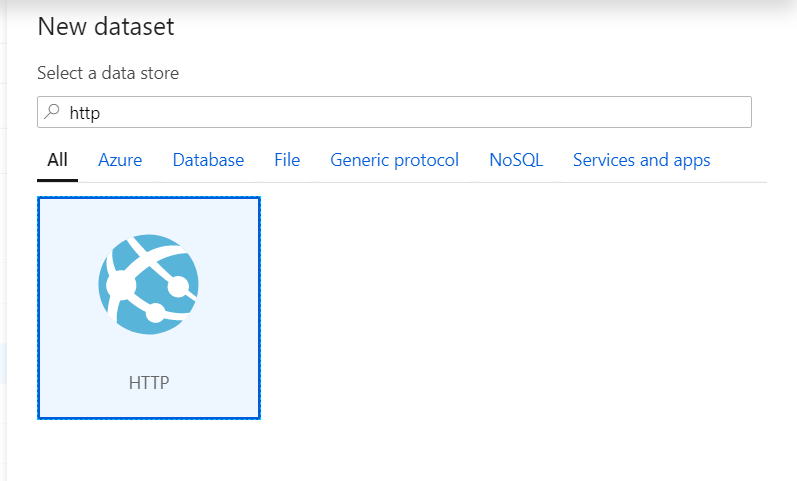 New dataset
Select a data store
http
All Azure Database File Generic protocol NoSQL Services and apps
HTTP